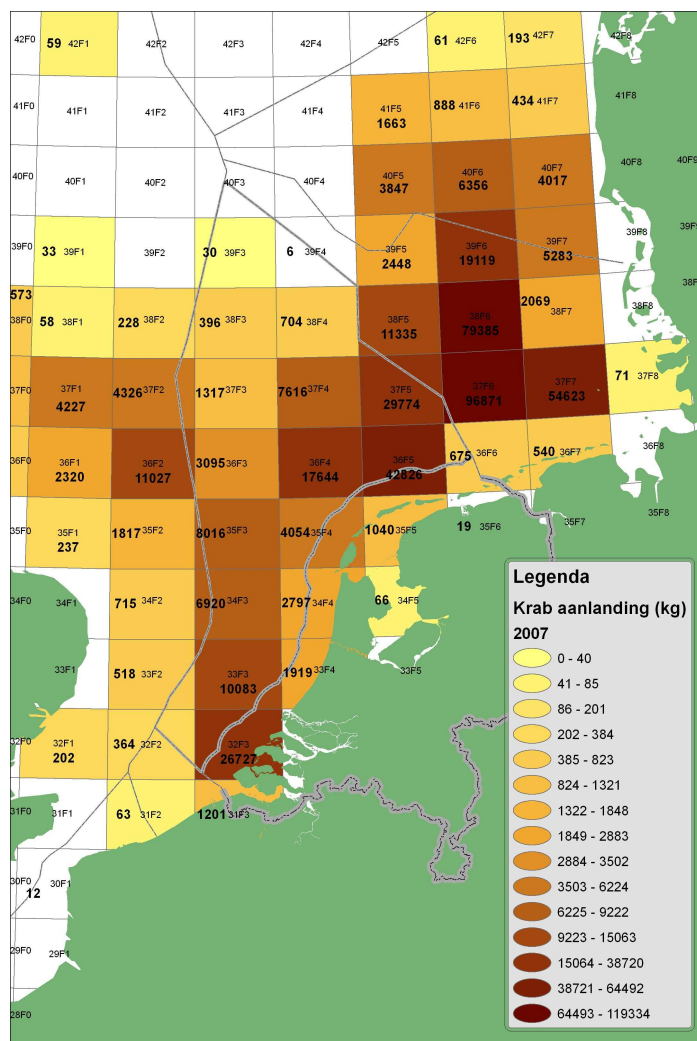 42F0 59 42F1 42F2 42F3 42F4 42F5 61 42F6 193 42F7 42F8
41F0 41F1 41F2 41F3 41F4 41F5 888 41F6 434 41F7 41F8
1663
40F0 40F1 40F2 40F3 40F4 40F5 40F6 40F7 40F8 40F9
3847 6356 4017
39F0 33 39F1 39F2 30 39F3 6 39F4 39F5 39F6 39F7 39F8 39F
2448 19119 5283
573 2069
38F0 58 38F1 228 38F2 396 38F3 704 38F4 38F5 38F6 38F7 38F8 38F
11335 79385
37F0 37F1 4326 37F2 1317 37F3 7616 37F4 37F5 37F6 37F7 71 37F8 37F
4227 29774 96871 54623
36F0 36F1 36F2 3095 36F3 36F4 36F5 675 36F6 540 36F7 36F8
2320 11027 17644 42826
35F0 35F1 1817 35F2 8016 35F3 4054 35F4 1040 35F5 19 35F6 35F7 35F8
237
34F0 34F1 715 34F2 6920 34F3 2797 34F4 66 34F5
33F1 518 33F2 33F3 1919 33F4 33F5
10083
32F0 32F1 364 32F2 32F3
202 26727
31F0 31F1 63 31F2 1201 31F3
30F0 30F1
12
29F0 29F1
28F0
Legenda
Krab aanlanding (kg)
2007
0 - 40
41 - 85
86 - 201
202 - 384
385 - 823
824 - 1321
1322 - 1848
1849 - 2883
2884 - 3502
3503 - 6224
6225 - 9222
9223 - 15063
15064 - 38720
38721 - 64492
64493 - 119334